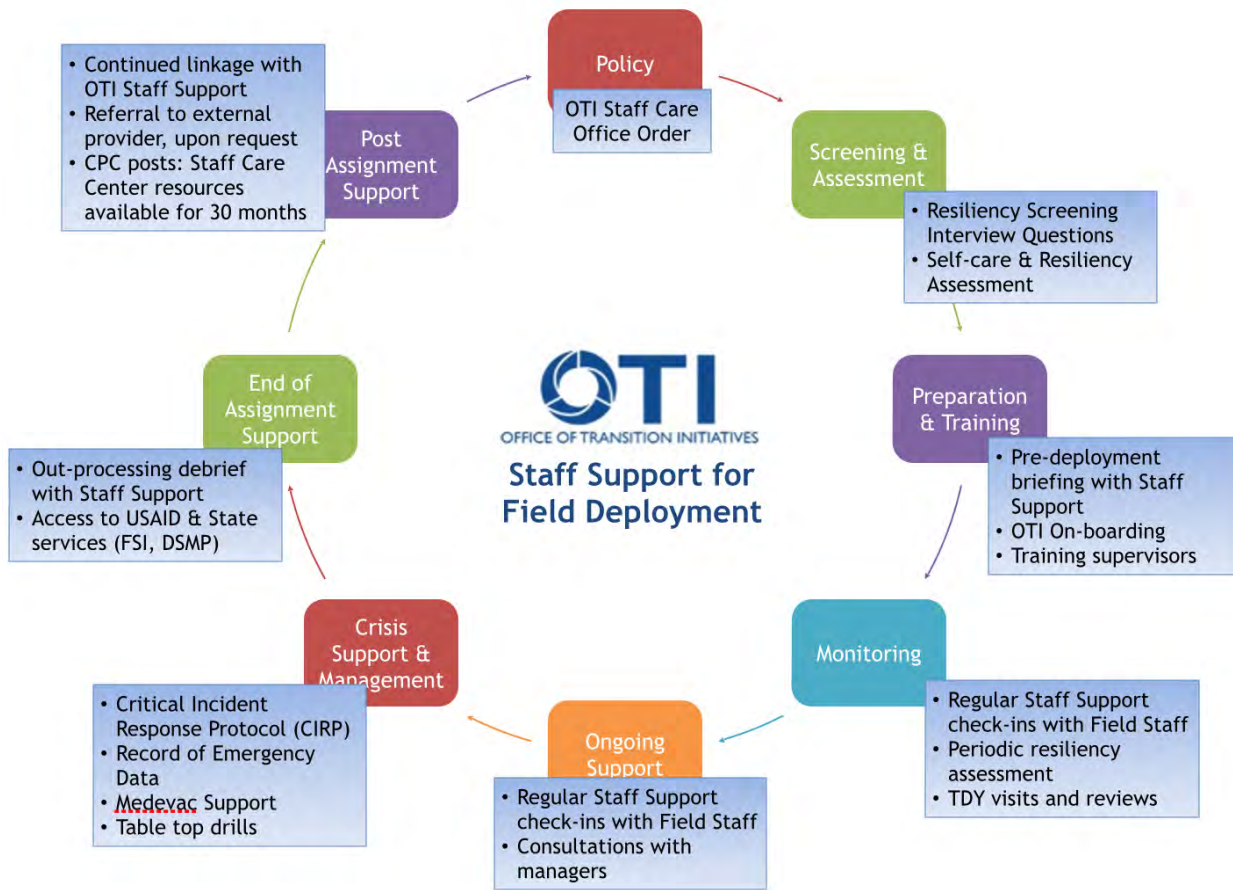 Policy
OTI Staff Care
Office Order
Screening &
Assessment
• Resiliency Screening
Interview Questions
• Self-care & Resiliency
Assessment
Preparation
& Training
• Pre-deployment
briefing with Staff
Support
• OTI On-boarding
• Training supervisors
Monitoring
• Regular Staff Support
check-ins with Field Staff
• Periodic resiliency
assessment
• TDY visits and reviews
Ongoing
Support
• Regular Staff Support
check-ins with Field Staff
• Consultations with
managers
Crisis
Support &
Management
• Critical Incident
Response Protocol (CIRP)
• Record of Emergency
Data
• Medevac Support
• Table top drills
End of
Assignment
Support
• Out-processing debrief
with Staff Support
• Access to USAID & State
services (FSI, DSMP)
Post
Assignment
Support
• Continued linkage with
OTI Staff Support
• Referral to external
provider, upon request
• CPC posts: Staff Care
Center resources
available for 30 months
OTI
OFFICE OF TRANSITION INITIATIVES
Staff Support for
Field Deployment